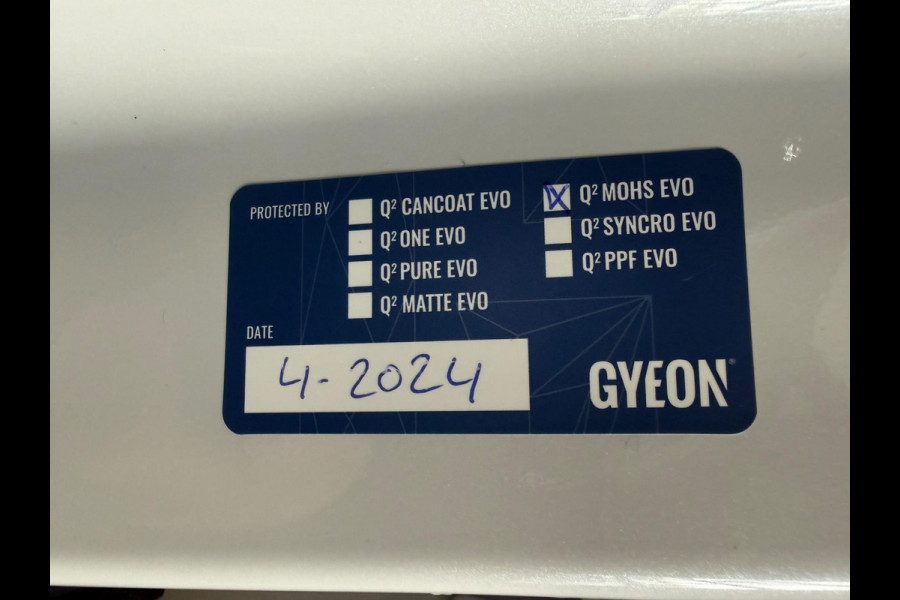 PROTECTED BY
Q² CANCOAT EVO
Q² ONE EVO
Q² PURE EVO
Q² MATTE EVO
Q² MOHS EVO
Q² SYNCRO EVO
Q² PPF EVO
DATE
4-2024
GYEON®